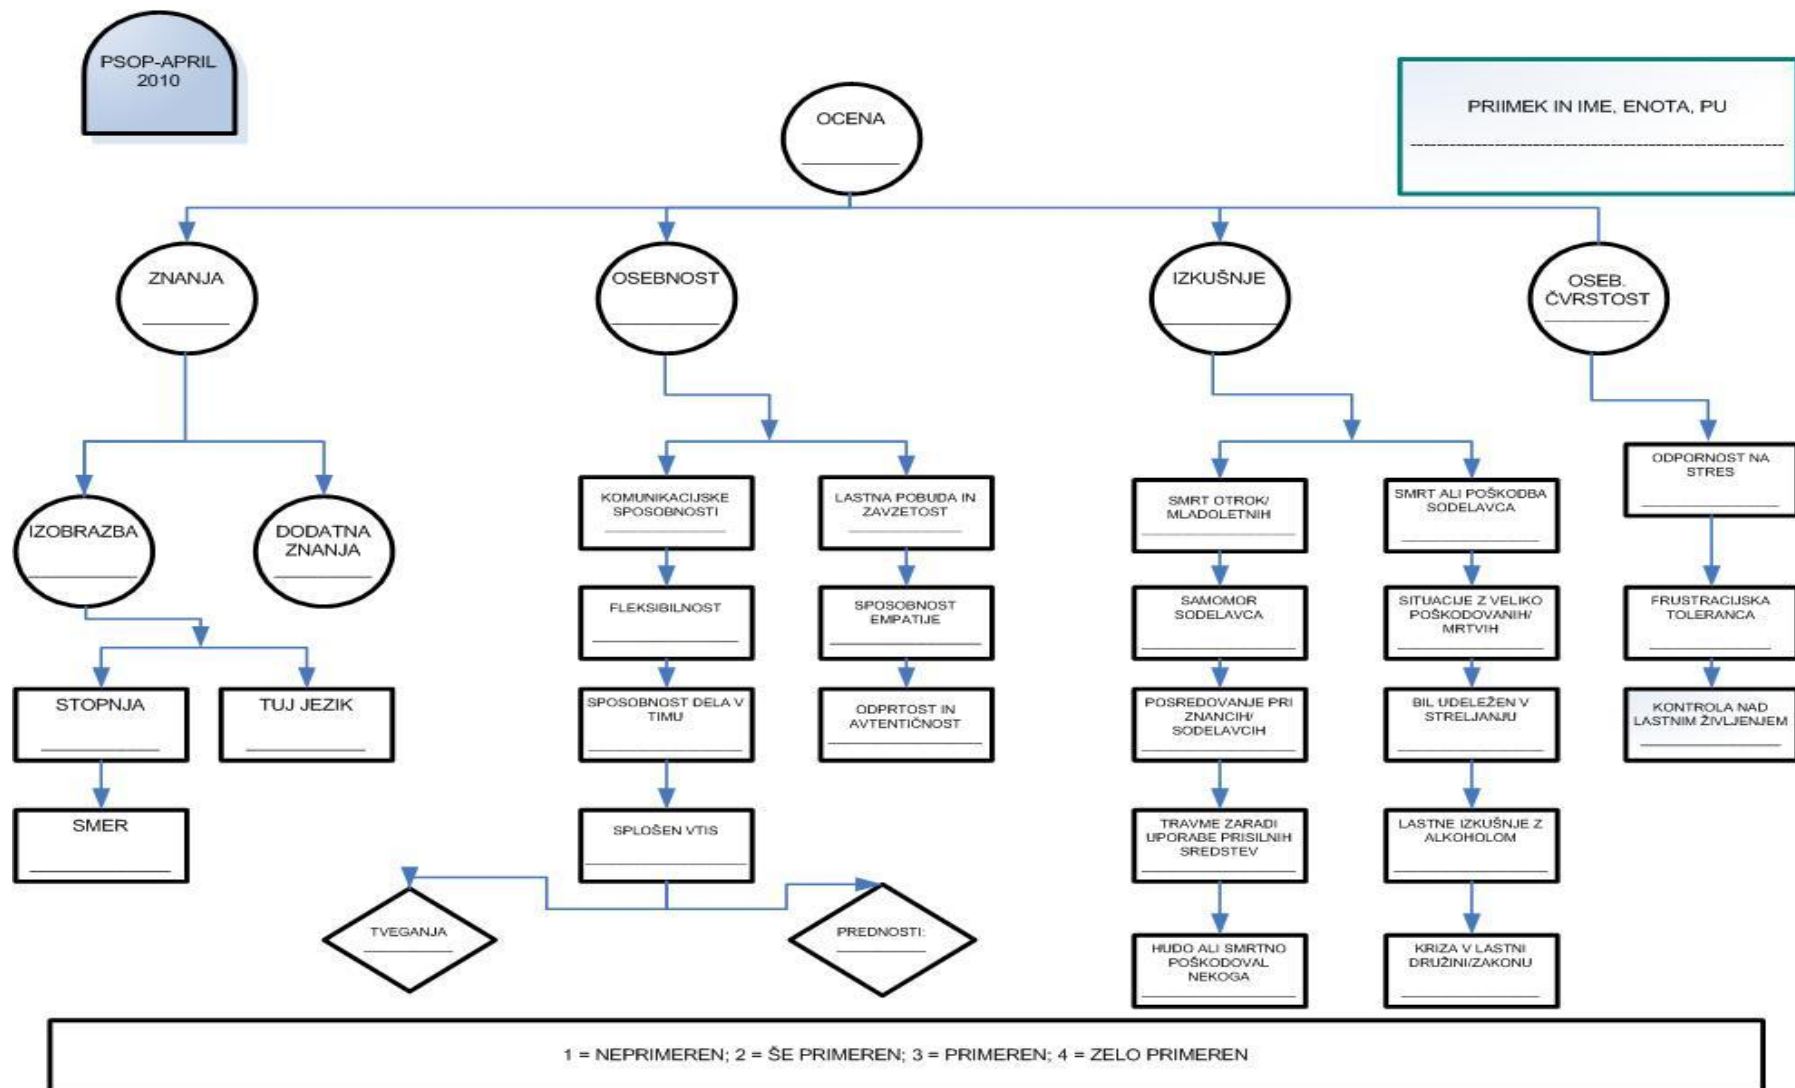 PSOP-APRIL
2010
PRIIMEK IN IME, ENOTA, PU
OCENA
ZNANJA
OSEBNOST
IZKUŠNJE
OSEB.
ČVRSTOST
IZOBRAZBA
DODATNA
ZNANJA
STOPNJA
TUJ JEZIK
SMER
KOMUNIKACIJSKE
SPOSOBNOSTI
LASTNA POBUDA IN
ZAVZETOST
FLEKSIBILNOST
SPOSOBNOST
EMPATIJE
SPOSOBNOST DELA V
TIMU
ODPRTOST IN
AVTENTIČNOST
SPLOŠEN VTIS
TVEGANJA
PREDNOSTI:
SMRT OTROK/
MLADOLETNIH
SMRT ALI POŠKODBA
SODELAVCA
SAMOMOR
SODELAVCA
SITUACIJE Z VELIKO
POŠKODOVANIH/
MRTVIH
POSREDOVANJE PRI
ZNANCIH/
SODELAVCIH
BIL UDELEŽEN V
STRELJANJU
TRAVME ZARADI
UPORABE PRISILNIH
SREDSTEV
LASTNE IZKUŠNJE Z
ALKOHOLOM
HUDO ALI SMRTNO
POŠKODOVAL
NEKOGA
KRIZA V LASTNI
DRUŽINI/ZAKONU
ODPORNOST NA
STRES
FRUSTRACIJSKA
TOLERANCA
KONTROLA NAD
LASTNIM ŽIVLJENJEM
1 = NEPRIMEREN; 2 = ŠE PRIMEREN; 3 = PRIMEREN; 4 = ZELO PRIMEREN